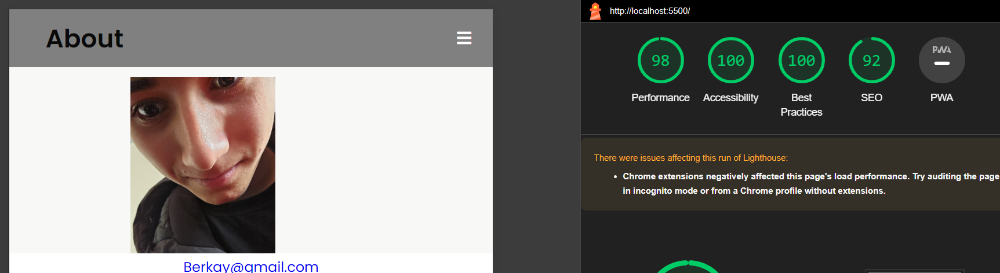 About
Berkay@gmail.com
http://localhost:5500/
98
100
100
92
PWA
Performance
Accessibility
Best
Practices
SEO
PWA
There were issues affecting this run of Lighthouse:
Chrome extensions negatively affected this page's load performance. Try auditing the page
in incognito mode or from a Chrome profile without extensions.